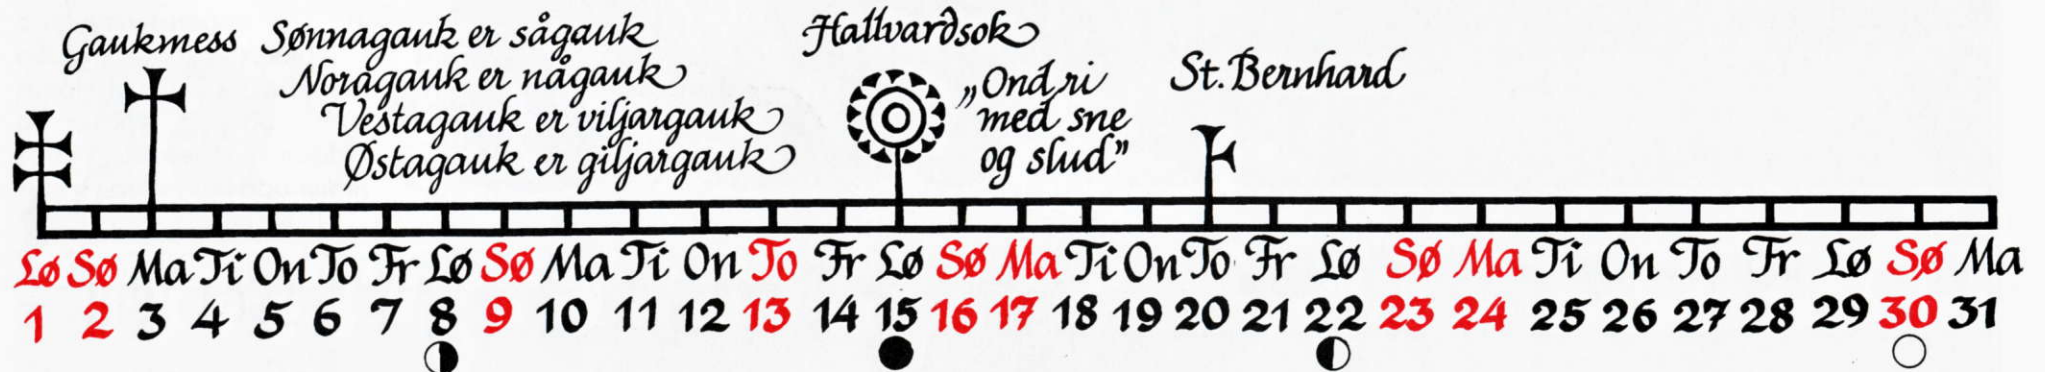 Gaukmess Sønnagauk er sågauk
Noragauk er någauk
Vestagauk er viljargauk
Østagauk er giljargauk
Hallvardsok
„Ond ri
med sne
og slud”
St. Bernhard
Lø Sø Ma Ti On To Fr Lø Sø Ma Ti On To Fr Lø Sø Ma Ti On To Fr Lø Sø Ma Ti On To Fr Lø Sø Ma
1 2 3 4 5 6 7 8 9 10 11 12 13 14 15 16 17 18 19 20 21 22 23 24 25 26 27 28 29 30 31